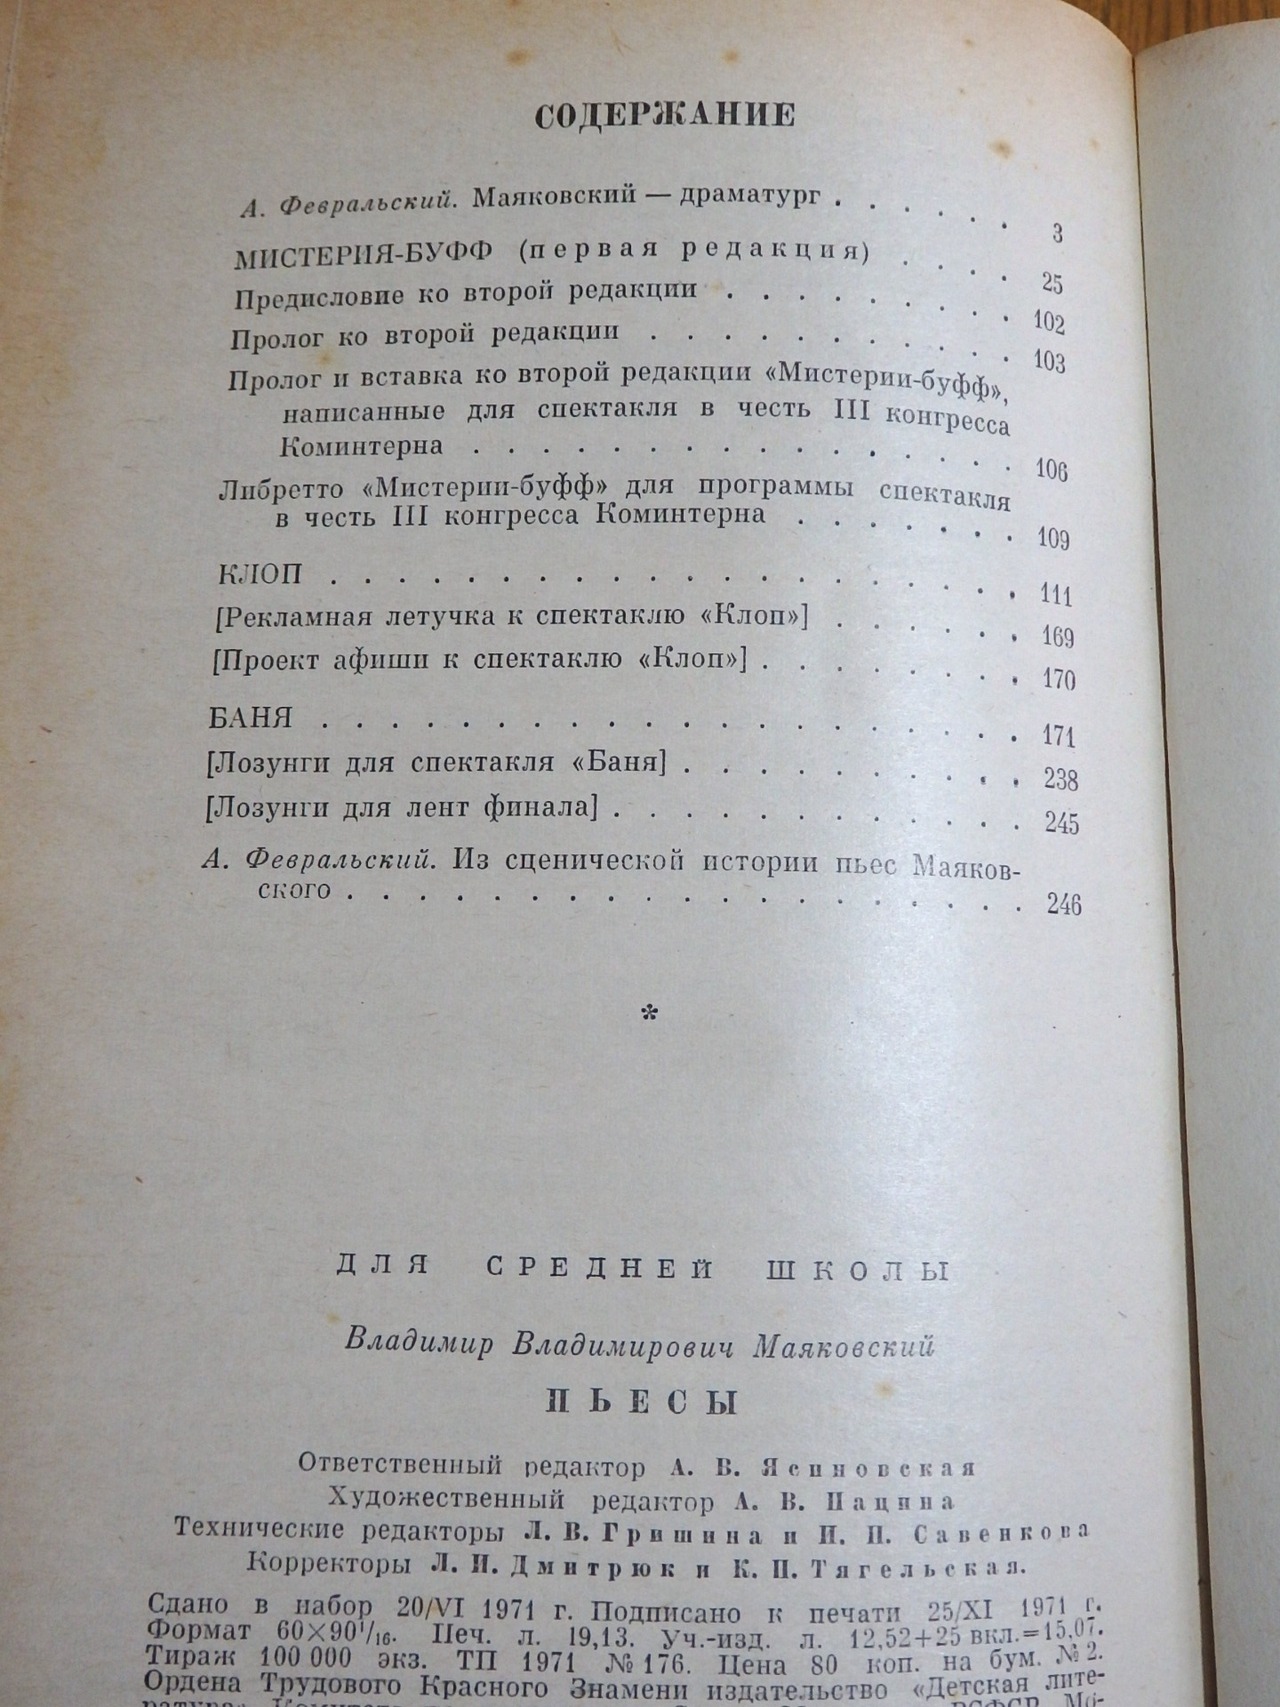 СОДЕРЖАНИЕ
А. Февральский. Маяковский — драматург . . . . . . 3
МИСТЕРИЯ-БУФФ (первая редакция) . . . . 25
Предисловие ко второй редакции . . . . . . . . 102
Пролог ко второй редакции . . . . . . . . . . 103
Пролог и вставка ко второй редакции «Мистерии-буфф»,
написанные для спектакля в честь III конгресса
Коминтерна . . . . . . . . . . . . . . . 106
Либретто «Мистерии-буфф» для программы спектакля
в честь III конгресса Коминтерна . . . . . . . 109
КЛОП . . . . . . . . . . . . . . . . . . . . 111
[Рекламная летучка к спектаклю «Клоп»] . . . . . . 169
[Проект афиши к спектаклю «Клоп»] . . . . . . . . 170
БАНЯ . . . . . . . . . . . . . . . . . . . . 171
[Лозунги для спектакля «Баня»] . . . . . . . . . . 238
[Лозунги для лент финала] . . . . . . . . . . . . 245
А. Февральский. Из сценической истории пьес Маяков-
ского . . . . . . . . . . . . . . . . . . . 246
*
ДЛЯ СРЕДНЕЙ ШКОЛЫ
Владимир Владимирович Маяковский
ПЬЕСЫ
Ответственный редактор А. В. Ясиновская
Художественный редактор А. В. Пацина
Технические редакторы Л. В. Гришина и И. П. Савенкова
Корректоры Л. И. Дмитрюк и К. П. Тягельская.
Сдано в набор 20/VI 1971 г. Подписано к печати 25/XI 1971 г.
Формат 60×90¹/₁₆. Печ. л. 19,13. Уч.-изд. л. 12,52+25 вкл.=15,07.
Тираж 100 000 экз. ТП 1971 № 176. Цена 80 коп. на бум. № 2.
Ордена Трудового Красного Знамени издательство «Детская лите-